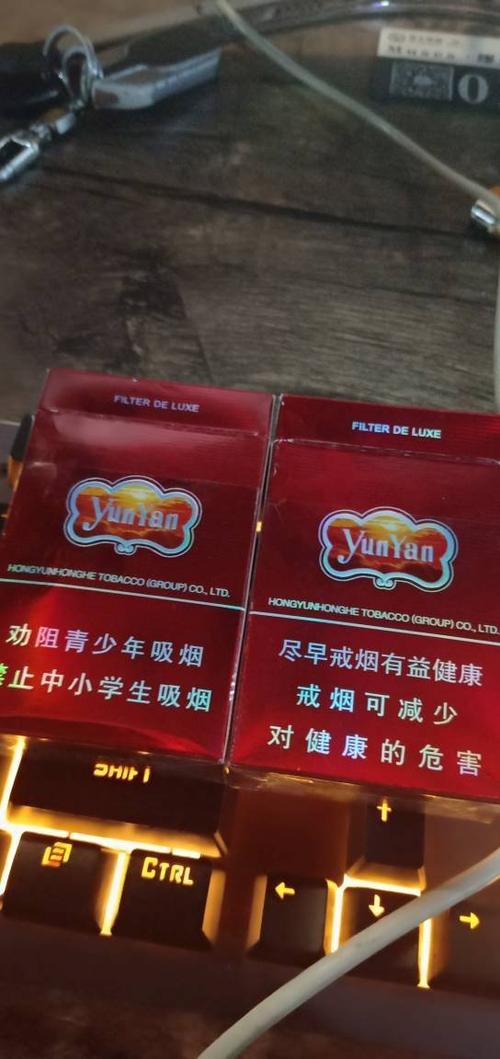 FILTER DE LUXE
YunYan
HONGYUNHONGHE TOBACCO (GROUP) CO., LTD.
劝阻青少年吸烟
禁止中小学生吸烟
FILTER DE LUXE
YunYan
HONGYUNHONGHE TOBACCO (GROUP) CO., LTD.
尽早戒烟有益健康
戒烟可减少
对健康的危害
SHIFT
CTRL